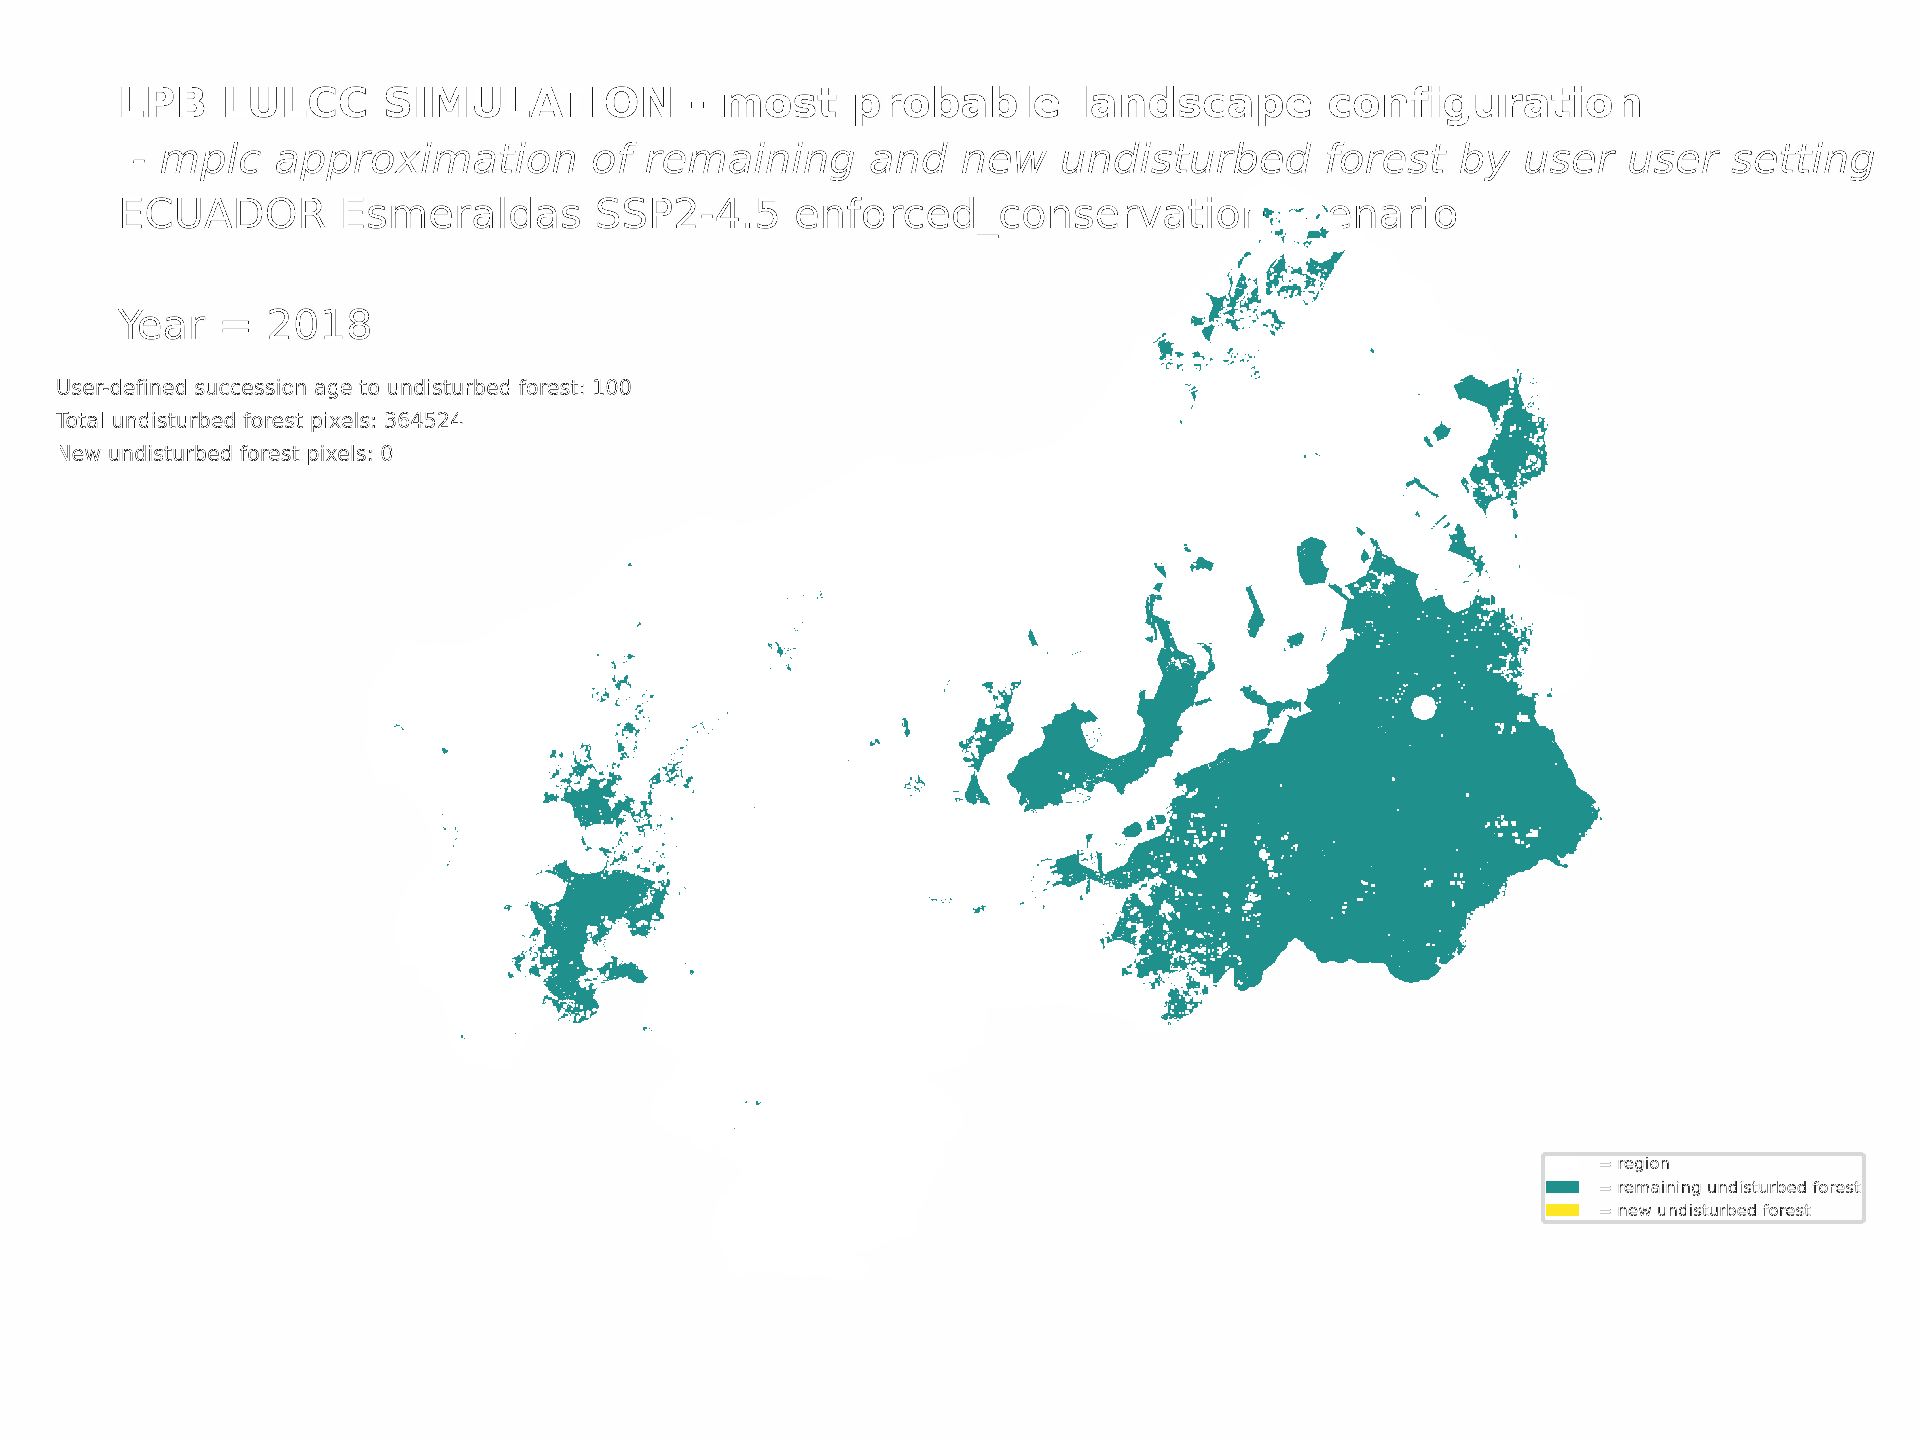 LPB LULCC SIMULATION - most probable landscape configuration
- mplc approximation of remaining and new undisturbed forest by user user setting
ECUADOR Esmeraldas SSP2-4.5 enforced_conservation scenario
Year = 2018
User-defined succession age to undisturbed forest: 100
Total undisturbed forest pixels: 364524
New undisturbed forest pixels: 0
= region
= remaining undisturbed forest
= new undisturbed forest